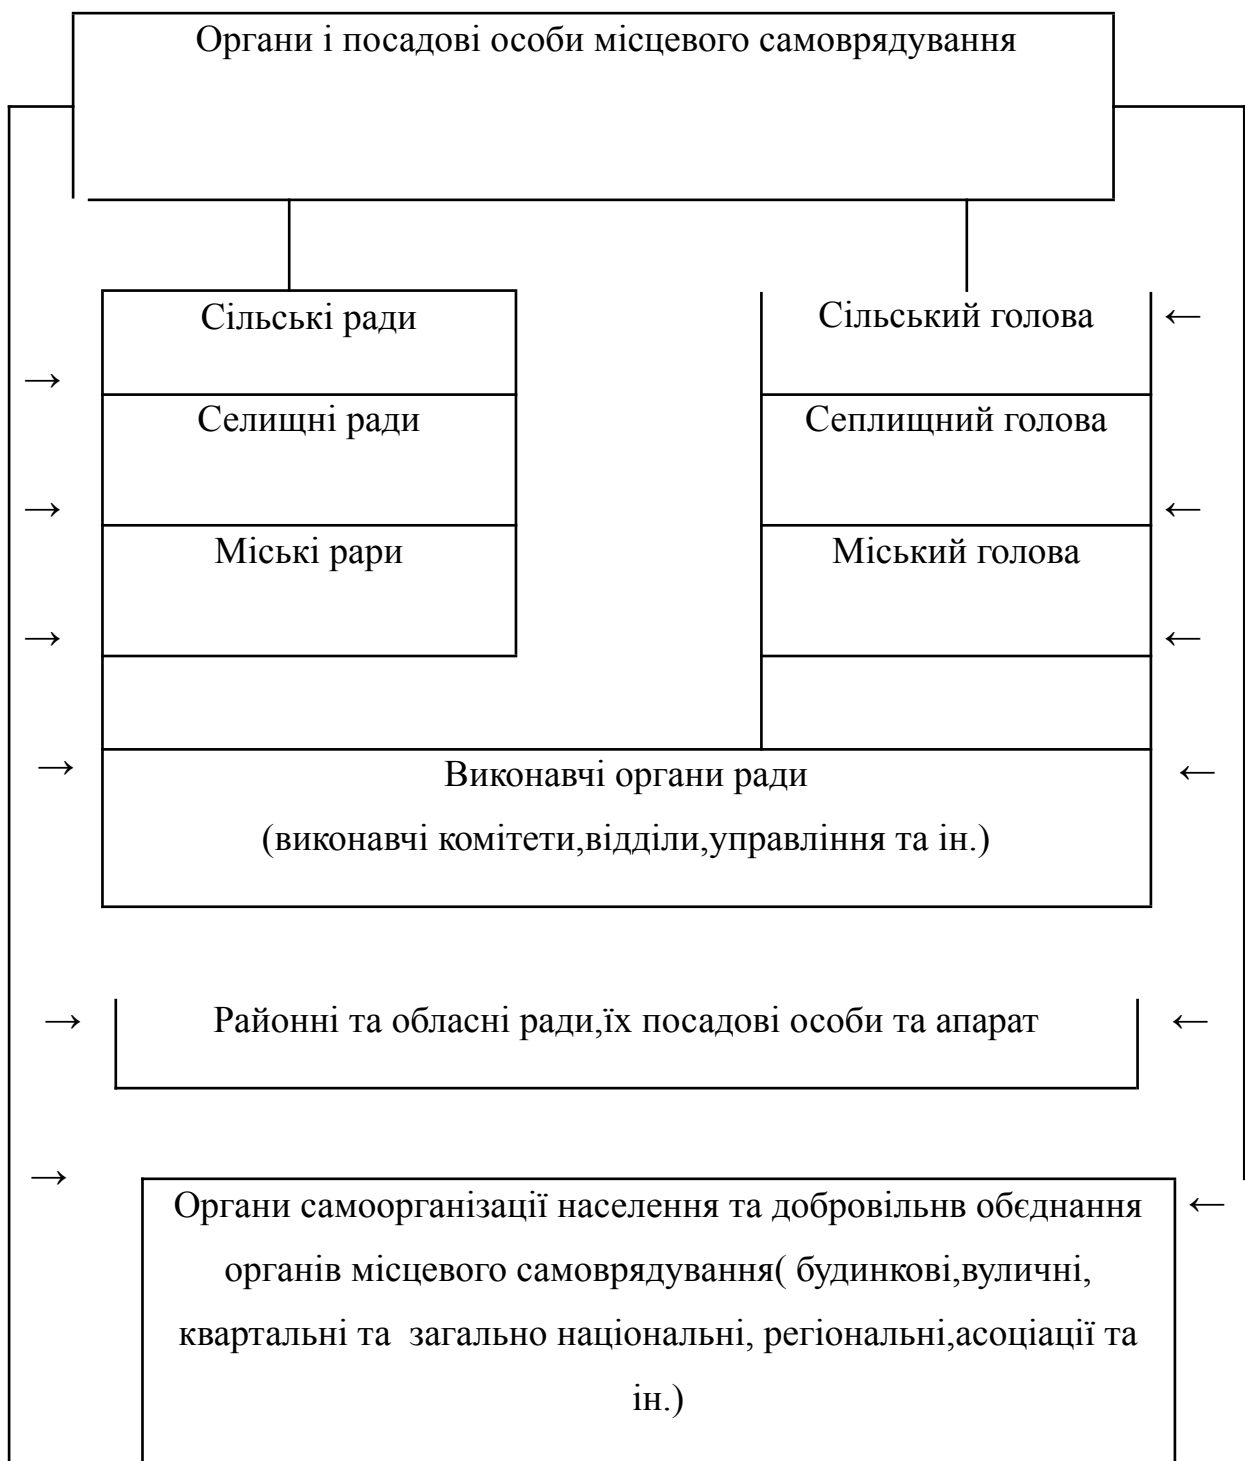 Органи і посадові особи місцевого самоврядування
Сільські ради
Сільський голова
←
→
Селищні ради
Сеплищний голова
→
←
Міські рари
Міський голова
→
←
→
Виконавчі органи ради
←
(виконавчі комітети,відділи,управління та ін.)
→
Районні та обласні ради,їх посадові особи та апарат
←
→
Органи самоорганізації населення та добровільнв обєднання
←
органів місцевого самоврядування( будинкові,вуличні,
квартальні та  загально національні, регіональні,асоціації та
ін.)